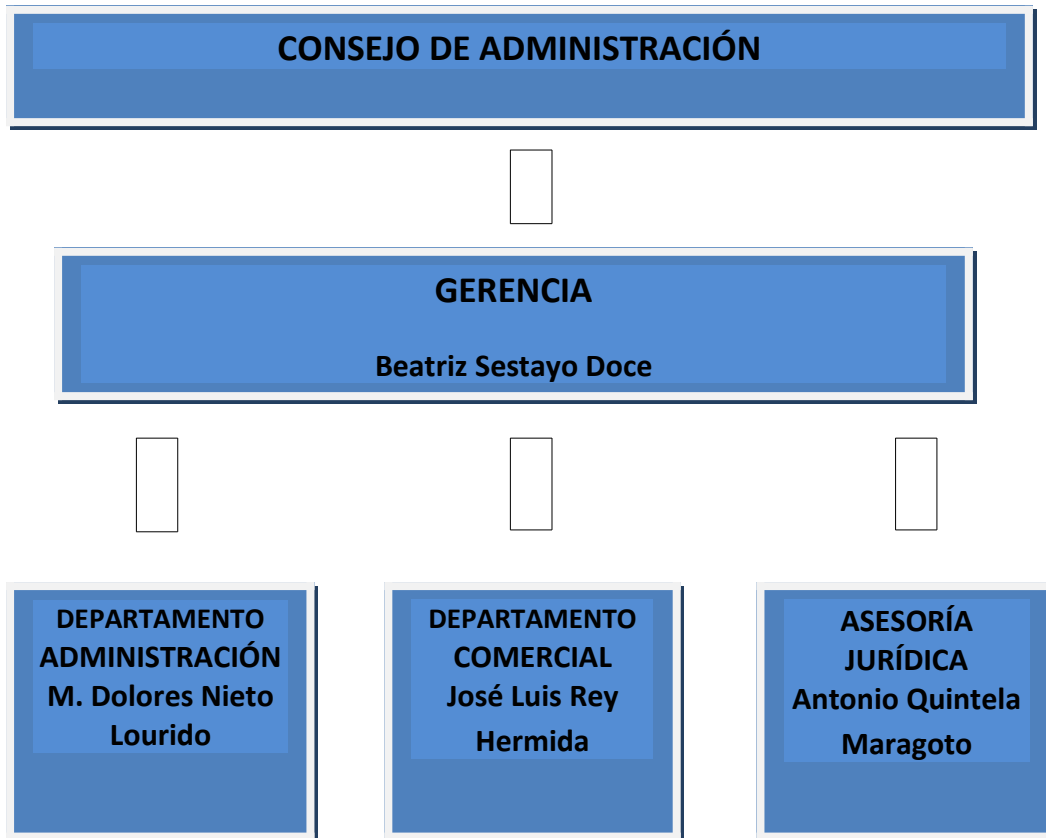 CONSEJO DE ADMINISTRACIÓN
GERENCIA
Beatriz Sestayo Doce
DEPARTAMENTO
ADMINISTRACIÓN
M. Dolores Nieto
Lourido
DEPARTAMENTO
COMERCIAL
José Luis Rey
Hermida
ASESORÍA
JURÍDICA
Antonio Quintela
Maragoto